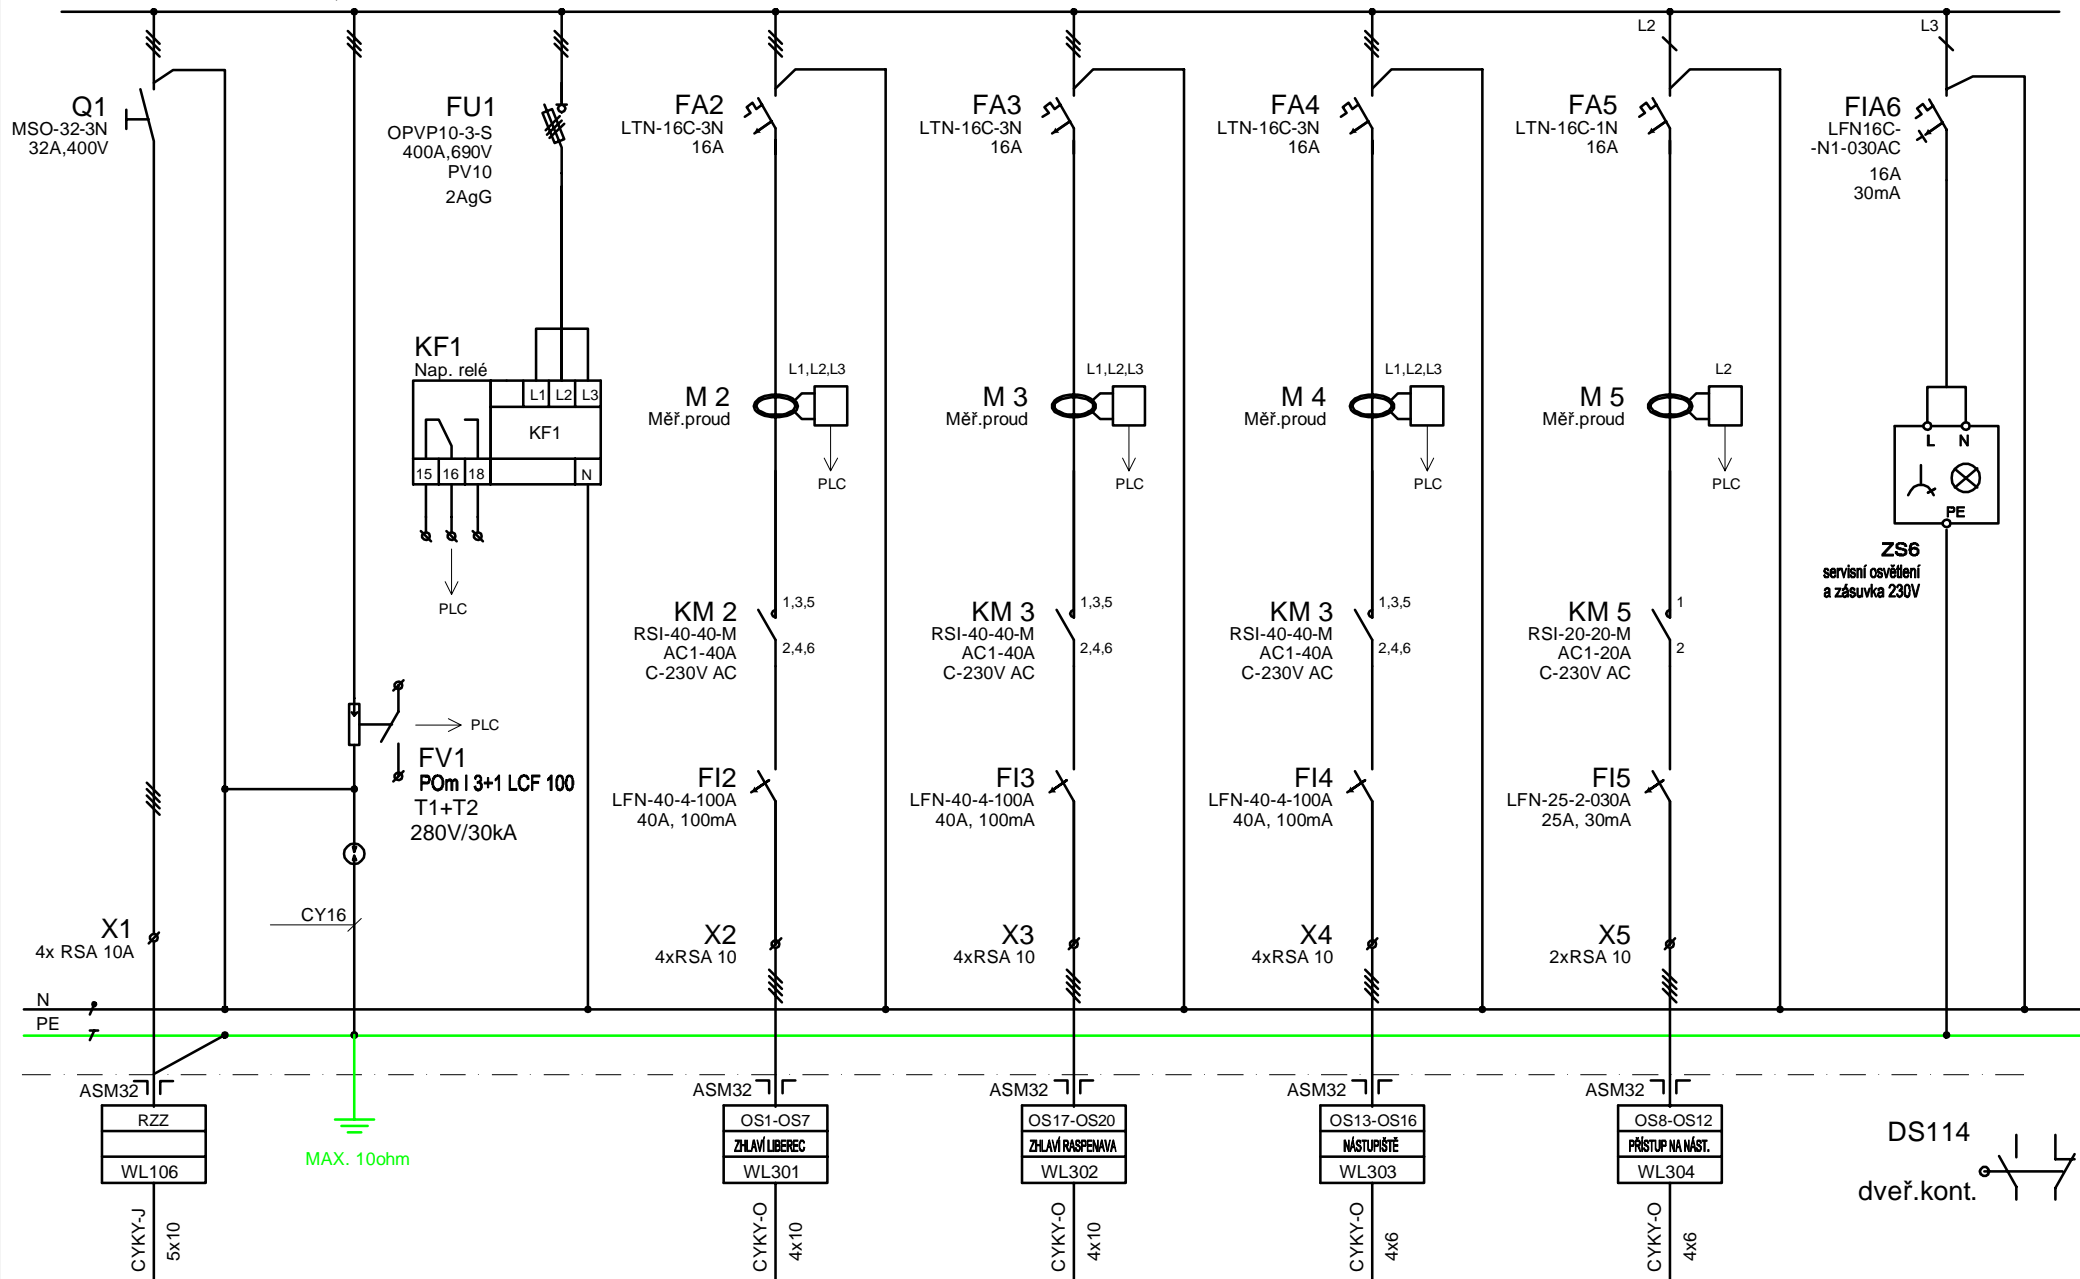 L2
L3
Q1
MSO-32-3N
32A,400V
FU1
OPVP10-3-S
400A,690V
PV10
2AgG
FA2
LTN-16C-3N
16A
FA3
LTN-16C-3N
16A
FA4
LTN-16C-3N
16A
FA5
LTN-16C-1N
16A
FIA6
LFN16C-
-N1-030AC
16A
30mA
KF1
Nap. relé
L1 L2 L3
KF1
15 16 18 N
PLC
M 2
Měř.proud
L1,L2,L3
PLC
M 3
Měř.proud
L1,L2,L3
PLC
M 4
Měř.proud
L1,L2,L3
PLC
M 5
Měř.proud
L2
PLC
L N
PE
ZS6
servisní osvětlení
a zásuvka 230V
KM 2
RSI-40-40-M
AC1-40A
C-230V AC
1,3,5
2,4,6
KM 3
RSI-40-40-M
AC1-40A
C-230V AC
1,3,5
2,4,6
KM 3
RSI-40-40-M
AC1-40A
C-230V AC
1,3,5
2,4,6
KM 5
RSI-20-20-M
AC1-20A
C-230V AC
1
2
PLC
FV1
POm I 3+1 LCF 100
T1+T2
280V/30kA
FI2
LFN-40-4-100A
40A, 100mA
FI3
LFN-40-4-100A
40A, 100mA
FI4
LFN-40-4-100A
40A, 100mA
FI5
LFN-25-2-030A
25A, 30mA
CY16
X1
4x RSA 10A
X2
4xRSA 10
X3
4xRSA 10
X4
4xRSA 10
X5
2xRSA 10
N
PE
ASM32
RZZ
WL106
CYKY-J
5x10
MAX. 10ohm
ASM32
OS1-OS7
ZHLAVÍ LIBEREC
WL301
CYKY-O
4x10
ASM32
OS17-OS20
ZHLAVÍ RASPENAVA
WL302
CYKY-O
4x10
ASM32
OS13-OS16
NÁSTUPIŠTĚ
WL303
CYKY-O
4x6
ASM32
OS8-OS12
PŘÍSTUP NA NÁST.
WL304
CYKY-O
4x6
DS114
dveř.kont.